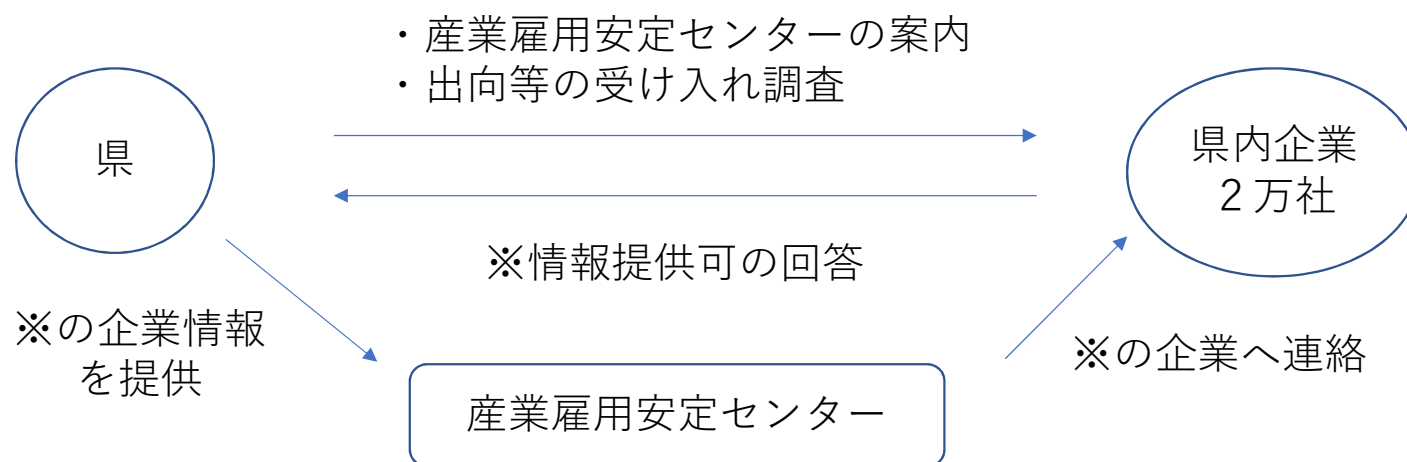 ・産業雇用安定センターの案内
・出向等の受け入れ調査
県
県内企業
２万社
※情報提供可の回答
※の企業情報
を提供
※の企業へ連絡
産業雇用安定センター